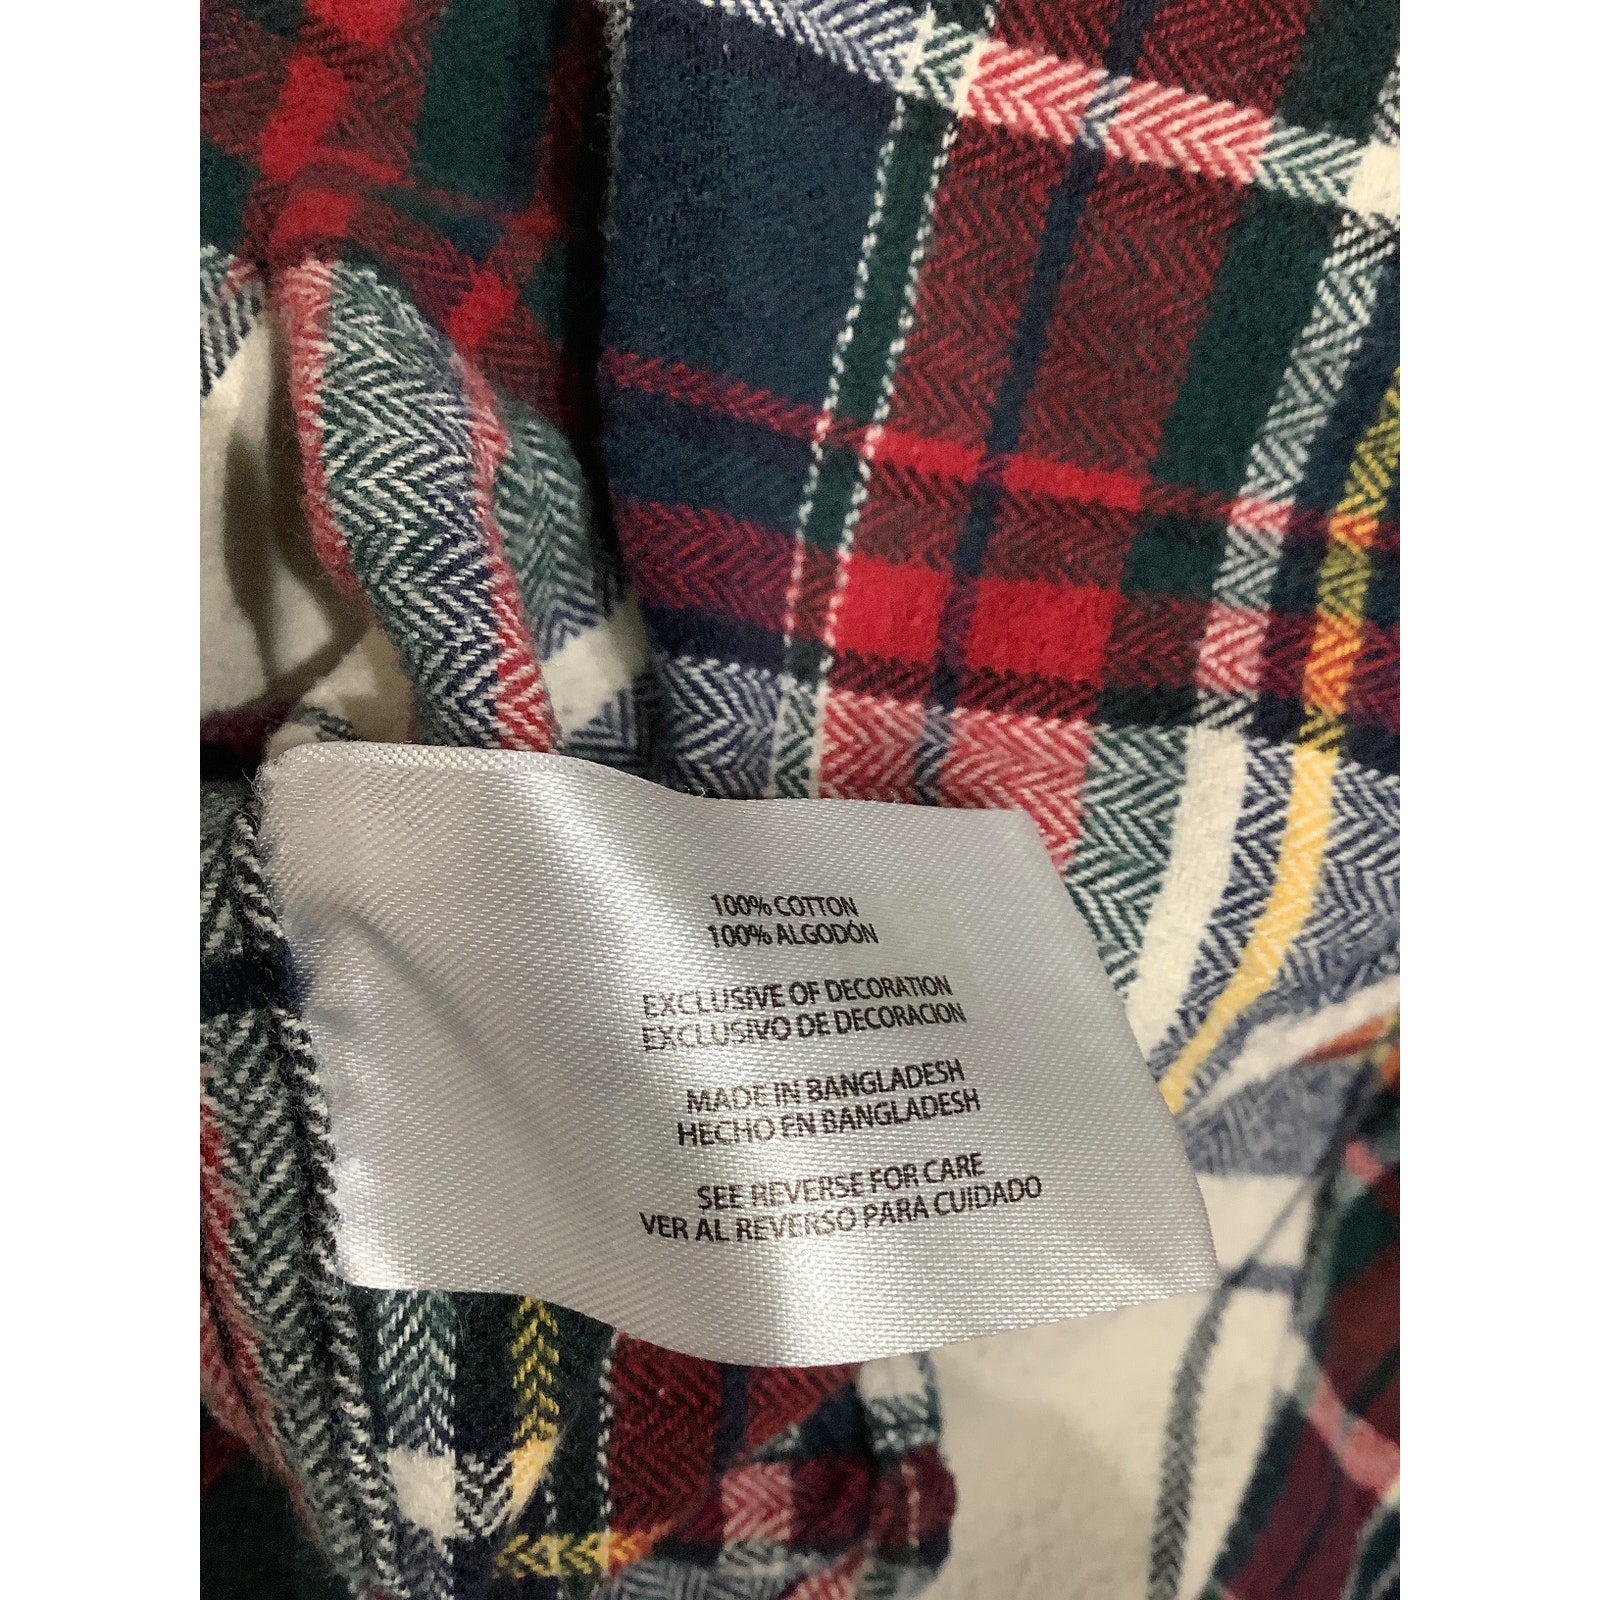 100% COTTON
100% ALGODÓN
EXCLUSIVE OF DECORATION
EXCLUSIVO DE DECORACION
MADE IN BANGLADESH
HECHO EN BANGLADESH
SEE REVERSE FOR CARE
VER AL REVERSO PARA CUIDADO